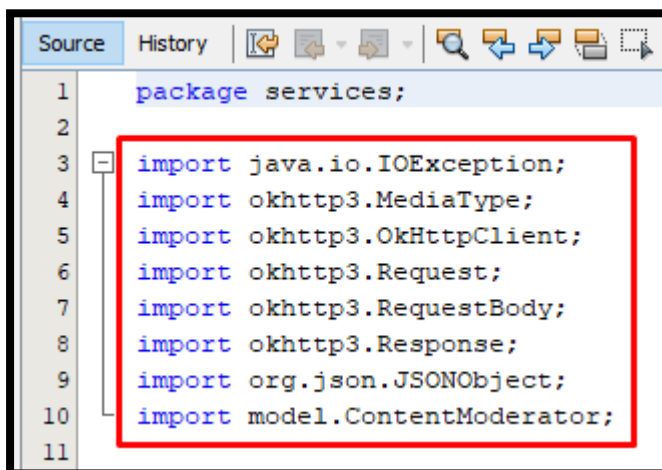 Source History
1 package services;
2
3 import java.io.IOException;
4 import okhttp3.MediaType;
5 import okhttp3.OkHttpClient;
6 import okhttp3.Request;
7 import okhttp3.RequestBody;
8 import okhttp3.Response;
9 import org.json.JSONObject;
10 import model.ContentModerator;
11